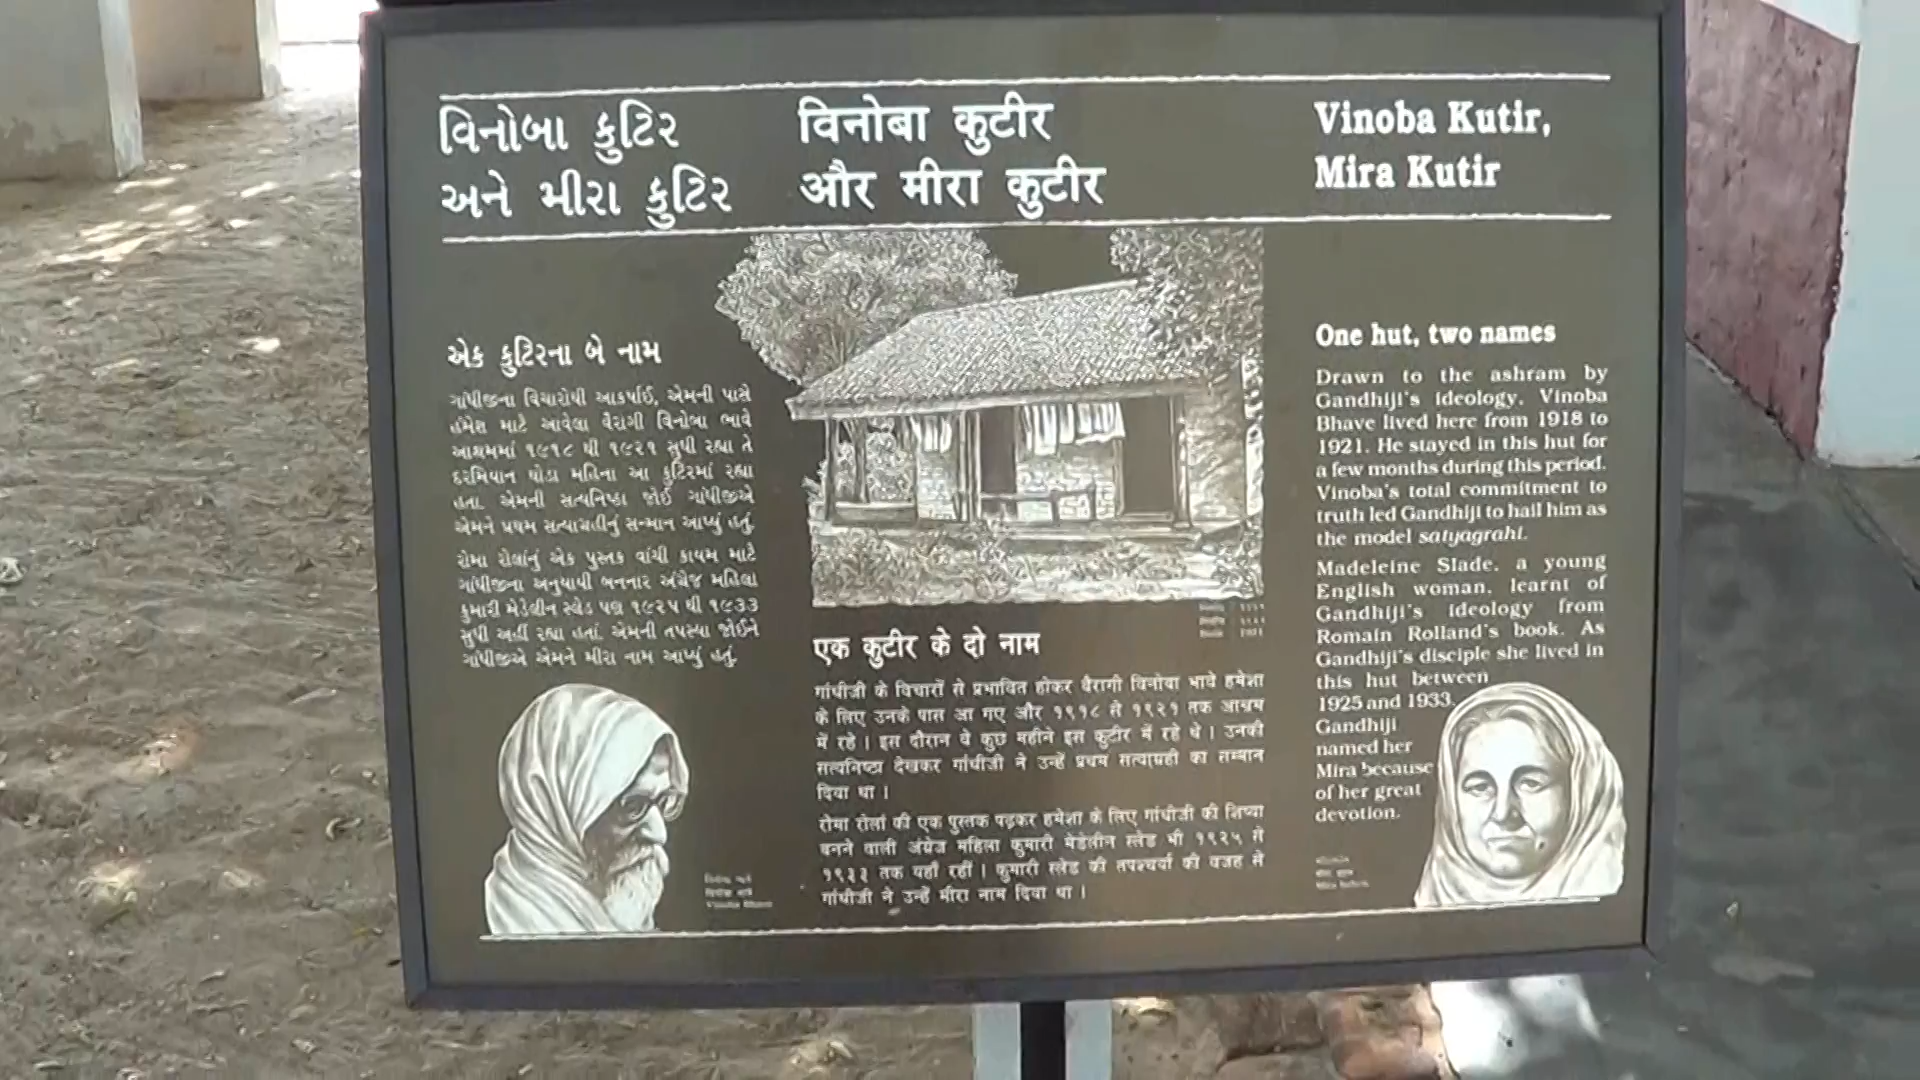 વિનોબા કુટિર
અને મીરા કુટિર
विनोबा कुटीर
और मीरा कुटीर
Vinoba Kutir,
Mira Kutir
એક કુટિરના બે નામ
ગાંધીજીના વિચારોથી આકર્ષાઈ, એમની પાસે
હંમેશ માટે આવેલા વૈરાગી વિનોબા ભાવે
આશ્રમમાં ૧૯૧૮ થી ૧૯૨૧ સુધી રહ્યા તે
દરમિયાન થોડા મહિના આ કુટિરમાં રહ્યા
હતા. એમની સત્યનિષ્ઠા જોઈ ગાંધીજીએ
એમને પ્રથમ સત્યાગ્રહીનું સન્માન આપ્યું હતું.
રોમા રોલાંનું એક પુસ્તક વાંચી કાયમ માટે
ગાંધીજીના અનુયાયી બનનાર અંગ્રેજ મહિલા
કુમારી મેડેલીન સ્લેડ પણ ૧૯૨૫ થી ૧૯૩૩
સુધી અહીં રહ્યા હતાં. એમની તપસ્યા જોઈને
ગાંધીજીએ એમને મીરા નામ આપ્યું હતું.
एक कुटीर के दो नाम
गांधीजी के विचारों से प्रभावित होकर वैरागी विनोबा भावे हमेशा
के लिए उनके पास आ गए और १९१८ से १९२१ तक आश्रम
में रहे । इस दौरान वे कुछ महीने इस कुटीर में रहे थे । उनकी
सत्यनिष्ठा देखकर गांधीजी ने उन्हें प्रथम सत्याग्रही का सम्मान
दिया था ।
रोमा रोलां की एक पुस्तक पढ़कर हमेशा के लिए गांधीजी की शिष्या
बनने वाली अंग्रेज महिला कुमारी मेडेलीन स्लेड भी १९२५ से
१९३३ तक यहाँ रहीं । कुमारी स्लेड की तपश्चर्या की वजह से
गांधीजी ने उन्हें मीरा नाम दिया था ।
One hut, two names
Drawn to the ashram by
Gandhiji's ideology, Vinoba
Bhave lived here from 1918 to
1921. He stayed in this hut for
a few months during this period.
Vinoba's total commitment to
truth led Gandhiji to hail him as
the model satyagrahi.
Madeleine Slade, a young
English woman, learnt of
Gandhiji's ideology from
Romain Rolland's book. As
Gandhiji's disciple she lived in
this hut between
1925 and 1933.
Gandhiji
named her
Mira because
of her great
devotion.
Vinoba Bhave